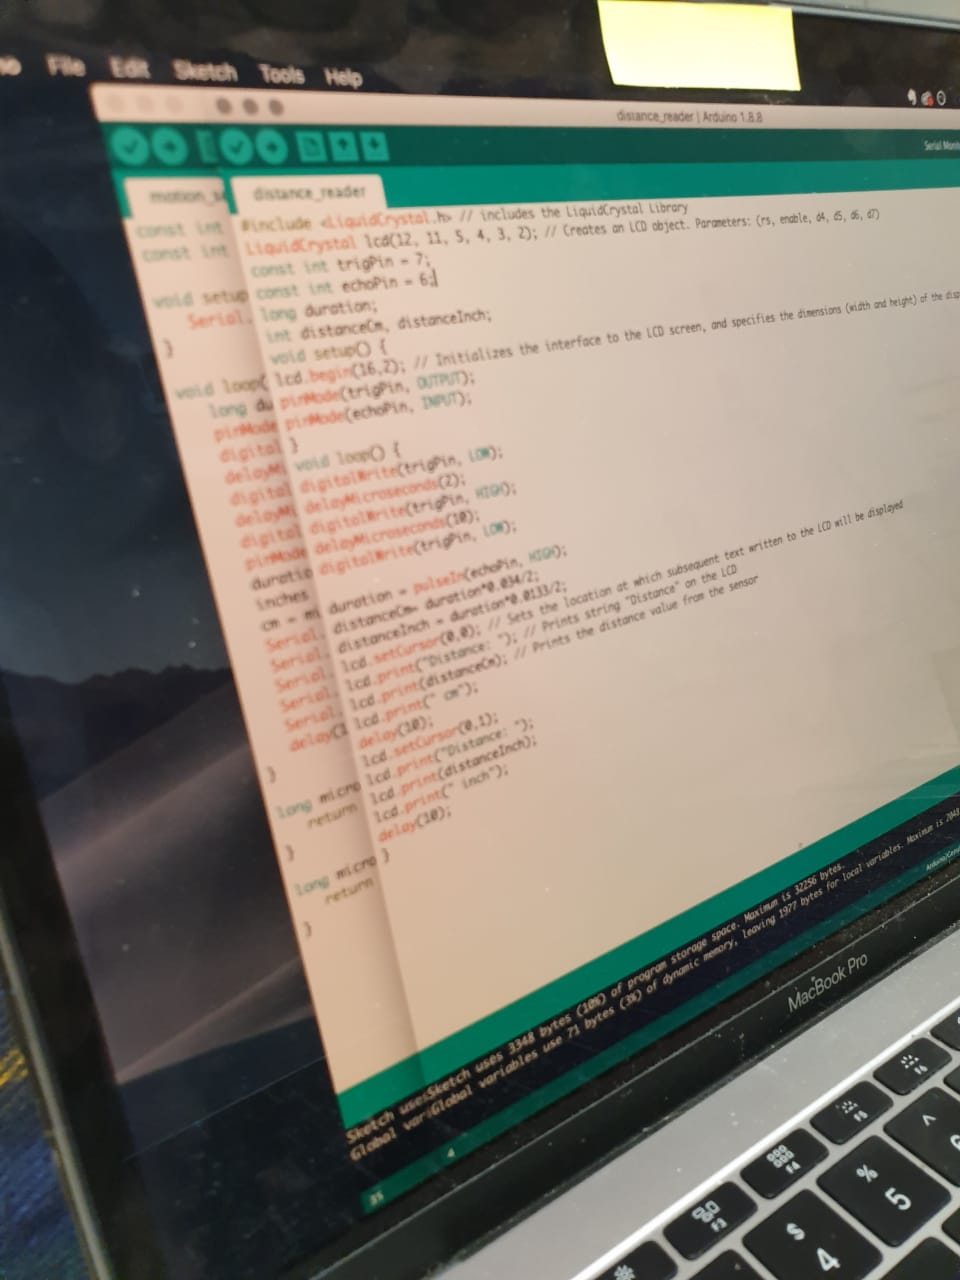 File Edit Sketch Tools Help
distance_reader | Arduino 1.8.8
Serial
distance_reader
#include <LiquidCrystal.h> // includes the LiquidCrystal Library
LiquidCrystal lcd(12, 11, 5, 4, 3, 2); // Creates an LCD object. Parameters: (rs, enable, d4, d5, d6, d7)
const int trigPin = 7;
const int echoPin = 6;
long duration;
int distanceCm, distanceInch;
void setup() {
lcd.begin(16,2); // Initializes the interface to the LCD screen, and specifies the dimensions (width and height) of the disp
pinMode(trigPin, OUTPUT);
pinMode(echoPin, INPUT);
}
void loop() {
digitalWrite(trigPin, LOW);
delayMicroseconds(2);
digitalWrite(trigPin, HIGH);
delayMicroseconds(10);
digitalWrite(trigPin, LOW);
duration = pulseIn(echoPin, HIGH);
distanceCm= duration*0.034/2;
distanceInch = duration*0.0133/2;
lcd.setCursor(0,0); // Sets the location at which subsequent text written to the LCD will be displayed
lcd.print("Distance: "); // Prints string "Distance" on the LCD
lcd.print(distanceCm); // Prints the distance value from the sensor
lcd.print(" cm");
delay(10);
lcd.setCursor(0,1);
lcd.print("Distance: ");
lcd.print(distanceInch);
lcd.print(" inch");
delay(10);
}
const int
const int
void setup
Serial.
}
void loop(
long du
pinMode
digital
delayMi
digital
delayMi
digital
pinMode
duratio
inches
cm = mi
Serial.
Serial.
Serial.
Serial.
Serial.
delay(1
}
long micro
return
}
long micro
return
}
Sketch uses 3348 bytes (10%) of program storage space. Maximum is 32256 bytes.
Global variables use 71 bytes (3%) of dynamic memory, leaving 1977 bytes for local variables. Maximum is 2048
35
4
MacBook Pro
F3
F4
F5
F6
$
4
%
5
^